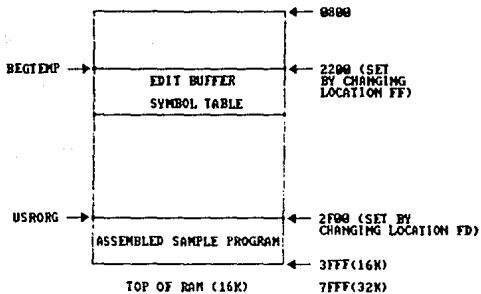 0800
BEGTEMP
2200 (SET
BY CHANGING
LOCATION FF)
EDIT BUFFER
SYMBOL TABLE
USRORG
2F00 (SET BY
CHANGING LOCATION FD)
ASSEMBLED SAMPLE PROGRAM
3FFF(16K)
TOP OF RAM (16K)
7FFF(32K)